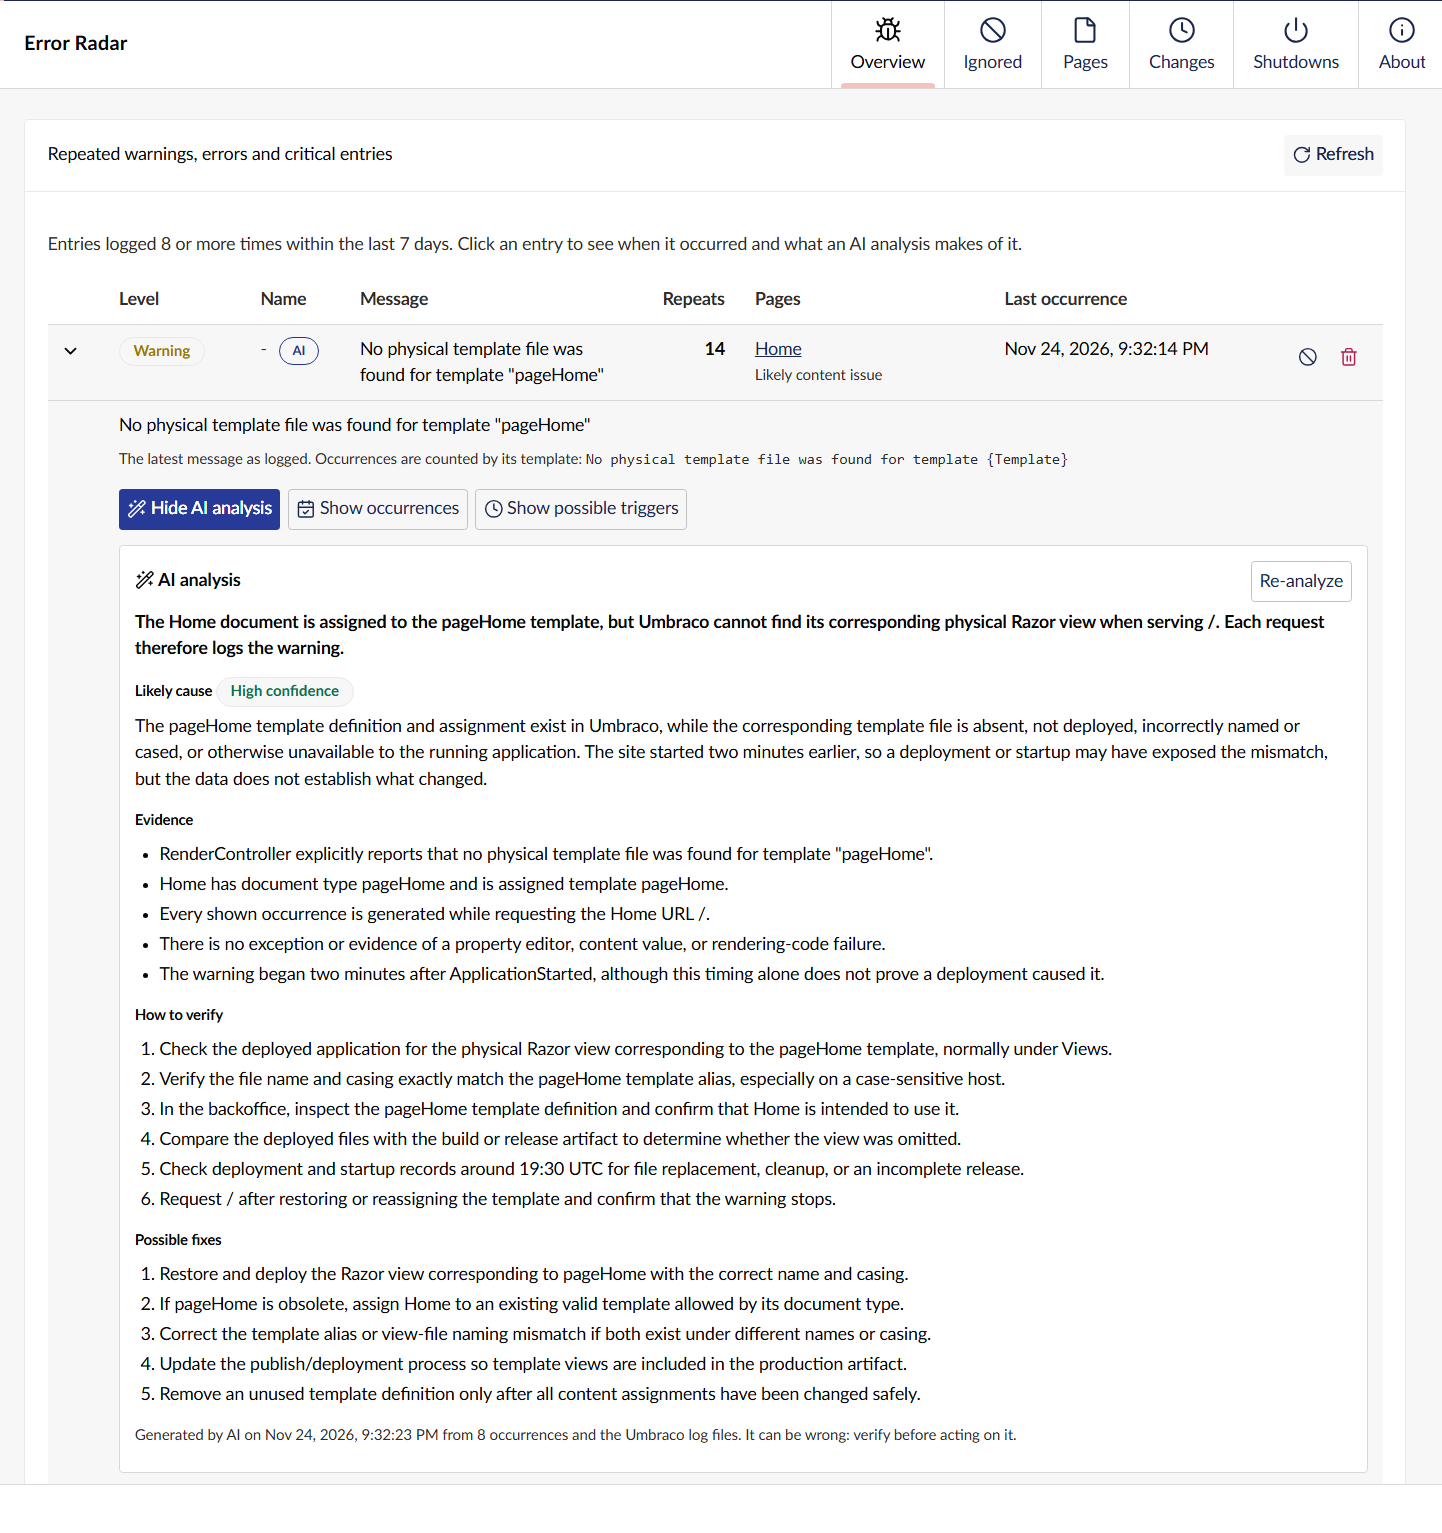 Error Radar
Overview
Ignored
Pages
Changes
Shutdowns
About
Repeated warnings, errors and critical entries
Refresh
Entries logged 8 or more times within the last 7 days. Click an entry to see when it occurred and what an AI analysis makes of it.
Level Name Message Repeats Pages Last occurrence
Warning - AI No physical template file was found for template "pageHome" 14 Home Nov 24, 2026, 9:32:14 PM
Likely content issue
No physical template file was found for template "pageHome"
The latest message as logged. Occurrences are counted by its template: No physical template file was found for template {Template}
Hide AI analysis Show occurrences Show possible triggers
AI analysis
Re-analyze
The Home document is assigned to the pageHome template, but Umbraco cannot find its corresponding physical Razor view when serving /. Each request
therefore logs the warning.
Likely cause High confidence
The pageHome template definition and assignment exist in Umbraco, while the corresponding template file is absent, not deployed, incorrectly named or
cased, or otherwise unavailable to the running application. The site started two minutes earlier, so a deployment or startup may have exposed the mismatch,
but the data does not establish what changed.
Evidence
• RenderController explicitly reports that no physical template file was found for template "pageHome".
• Home has document type pageHome and is assigned template pageHome.
• Every shown occurrence is generated while requesting the Home URL /.
• There is no exception or evidence of a property editor, content value, or rendering-code failure.
• The warning began two minutes after ApplicationStarted, although this timing alone does not prove a deployment caused it.
How to verify
1. Check the deployed application for the physical Razor view corresponding to the pageHome template, normally under Views.
2. Verify the file name and casing exactly match the pageHome template alias, especially on a case-sensitive host.
3. In the backoffice, inspect the pageHome template definition and confirm that Home is intended to use it.
4. Compare the deployed files with the build or release artifact to determine whether the view was omitted.
5. Check deployment and startup records around 19:30 UTC for file replacement, cleanup, or an incomplete release.
6. Request / after restoring or reassigning the template and confirm that the warning stops.
Possible fixes
1. Restore and deploy the Razor view corresponding to pageHome with the correct name and casing.
2. If pageHome is obsolete, assign Home to an existing valid template allowed by its document type.
3. Correct the template alias or view-file naming mismatch if both exist under different names or casing.
4. Update the publish/deployment process so template views are included in the production artifact.
5. Remove an unused template definition only after all content assignments have been changed safely.
Generated by AI on Nov 24, 2026, 9:32:23 PM from 8 occurrences and the Umbraco log files. It can be wrong: verify before acting on it.